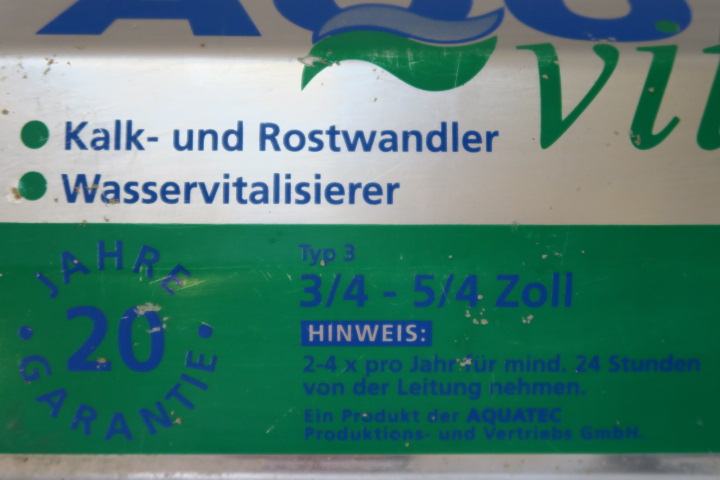 Kalk- und Rostwandler
Wasservitalisierer
JAHRE
20
GARANTIE
Typ 3
3/4 - 5/4 Zoll
HINWEIS:
2-4 x pro Jahr für mind. 24 Stunden
von der Leitung nehmen.
Ein Produkt der AQUATEC
Produktions- und Vertriebs GmbH.